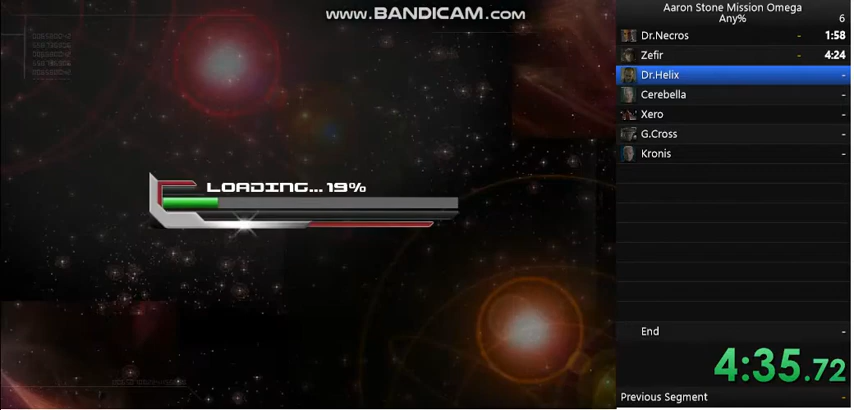 www.BANDICAM.com
LOADING...19%
Aaron Stone Mission Omega
Any% 6
Dr.Necros - 1:58
Zefir - 4:24
Dr.Helix -
Cerebella -
Xero -
G.Cross -
Kronis -
End -
4:35.72
Previous Segment -